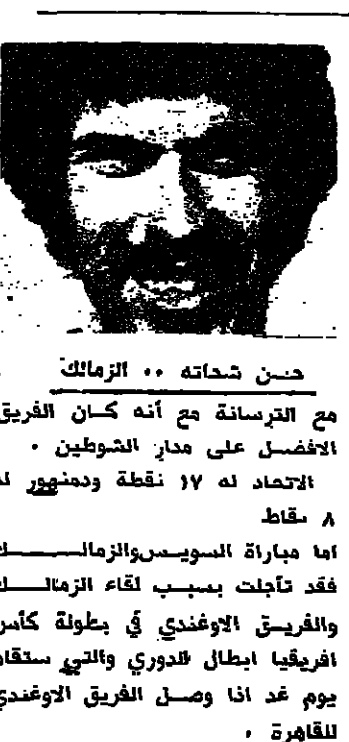 حسن شحاته .. الزمالك
مع الترسانة مع أنه كان الفريق
الافضل على مدار الشوطين .
الاتحاد له ١٧ نقطة ودمنهور له
٨ نقاط
اما مباراة السويس والزمالك
فقد تأجلت بسبب لقاء الزمالك
والفريق الاوغندي في بطولة كأس
افريقيا ابطال الدوري والتي ستقام
يوم غد اذا وصل الفريق الاوغندي
للقاهرة .